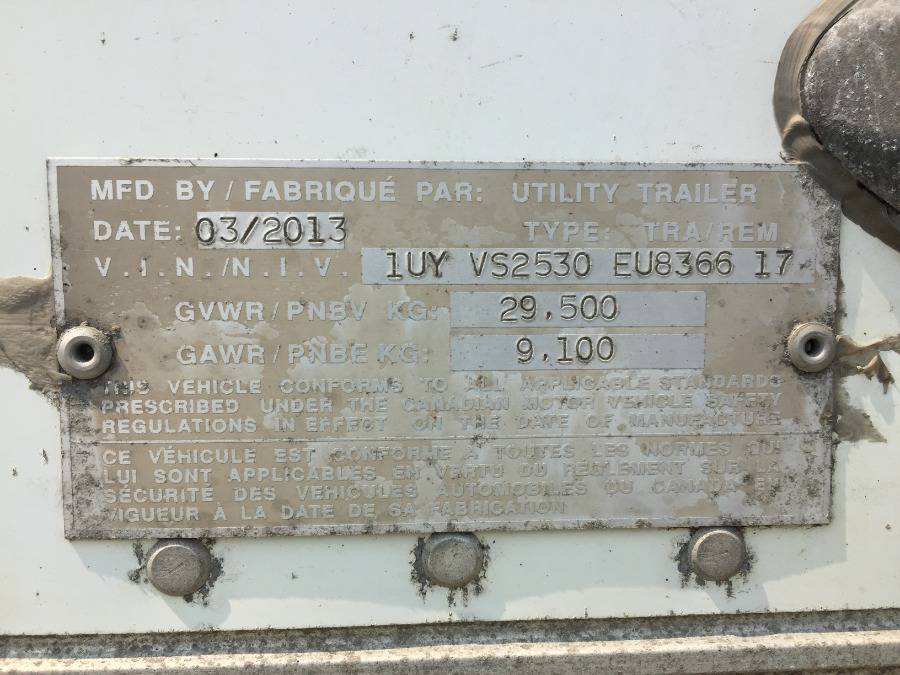 MFD BY / FABRIQUÉ PAR: UTILITY TRAILER
DATE: 03/2013 TYPE: TRA/REM
V.I.N./N.I.V. 1UY VS2530 EU8366 17
GVWR/PNBV KG: 29,500
GAWR/PNBE KG: 9,100
THIS VEHICLE CONFORMS TO ALL APPLICABLE STANDARDS
PRESCRIBED UNDER THE CANADIAN MOTOR VEHICLE SAFETY
REGULATIONS IN EFFECT ON THE DATE OF MANUFACTURE
CE VÉHICULE EST CONFORME A TOUTES LES NORMES QUI
LUI SONT APPLICABLES EN VERTU DU RÈGLEMENT SUR LA
SÉCURITÉ DES VÉHICULES AUTOMOBILES DU CANADA EN
VIGUEUR À LA DATE DE SA FABRICATION